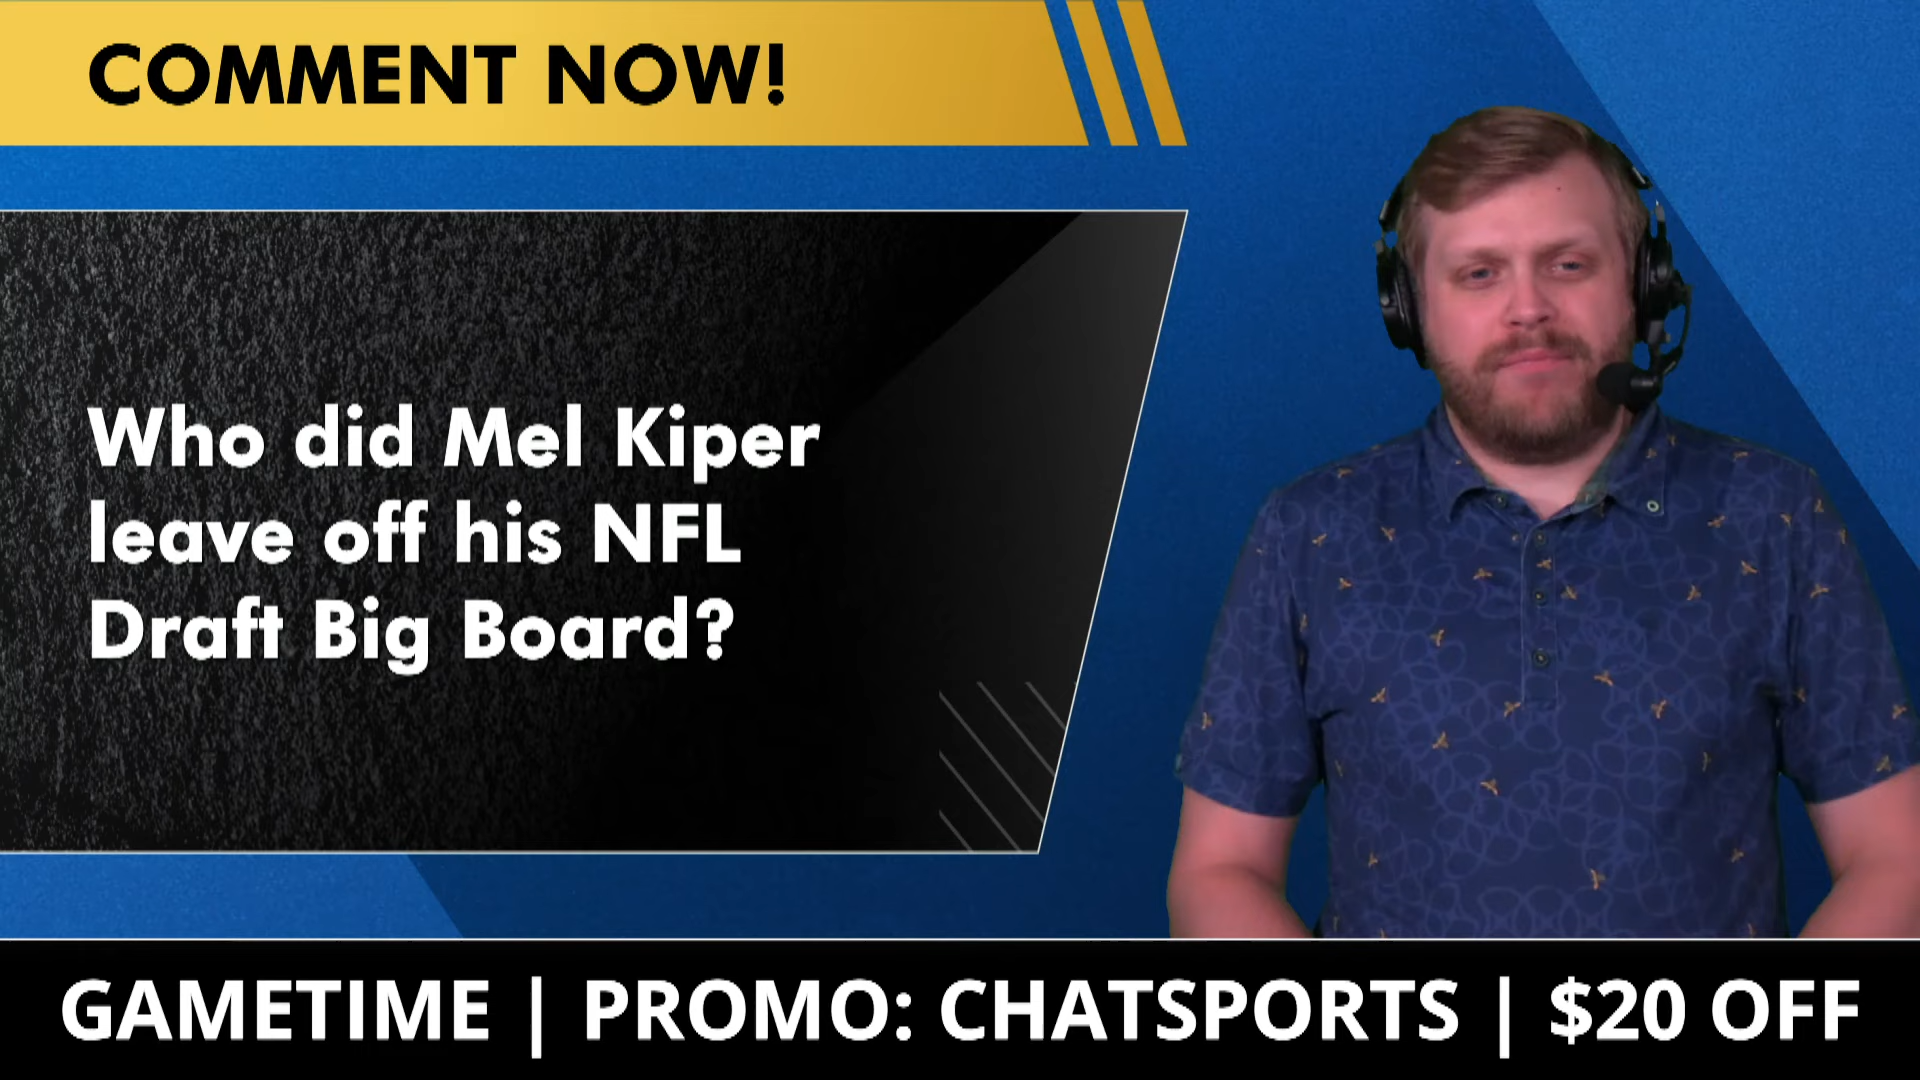 COMMENT NOW!
Who did Mel Kiper
leave off his NFL
Draft Big Board?
GAMETIME | PROMO: CHATSPORTS | $20 OFF